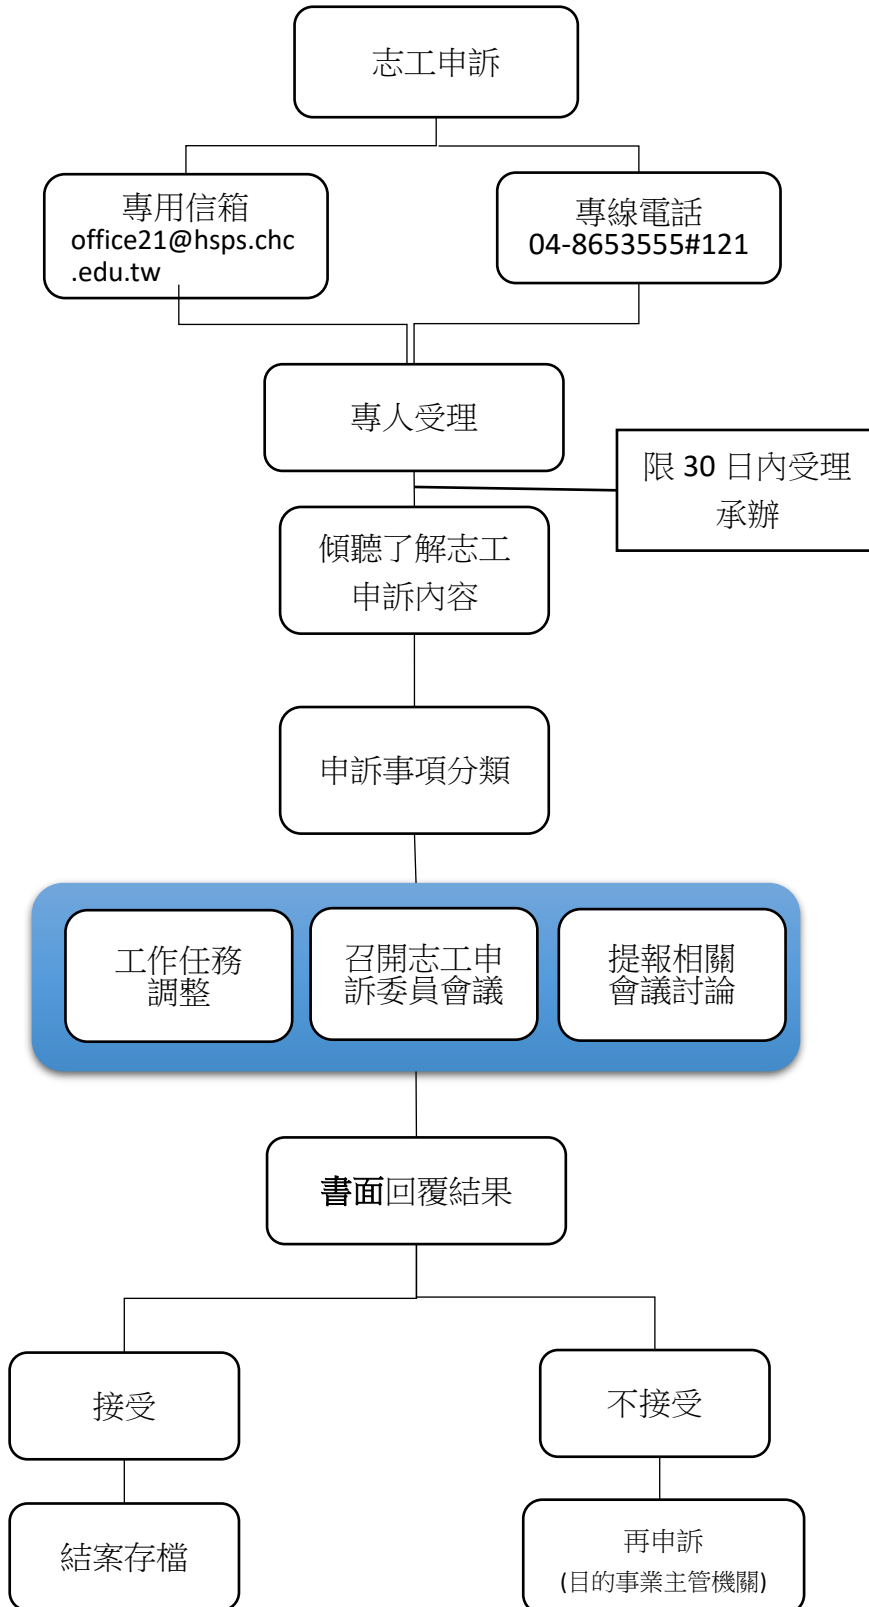 志工申訴
專用信箱
office21@hsps.chc
.edu.tw
專線電話
04-8653555#121
專人受理
限 30 日內受理
承辦
傾聽了解志工
申訴內容
申訴事項分類
工作任務
調整
召開志工申
訴委員會議
提報相關
會議討論
書面回覆結果
接受
不接受
結案存檔
再申訴
(目的事業主管機關)